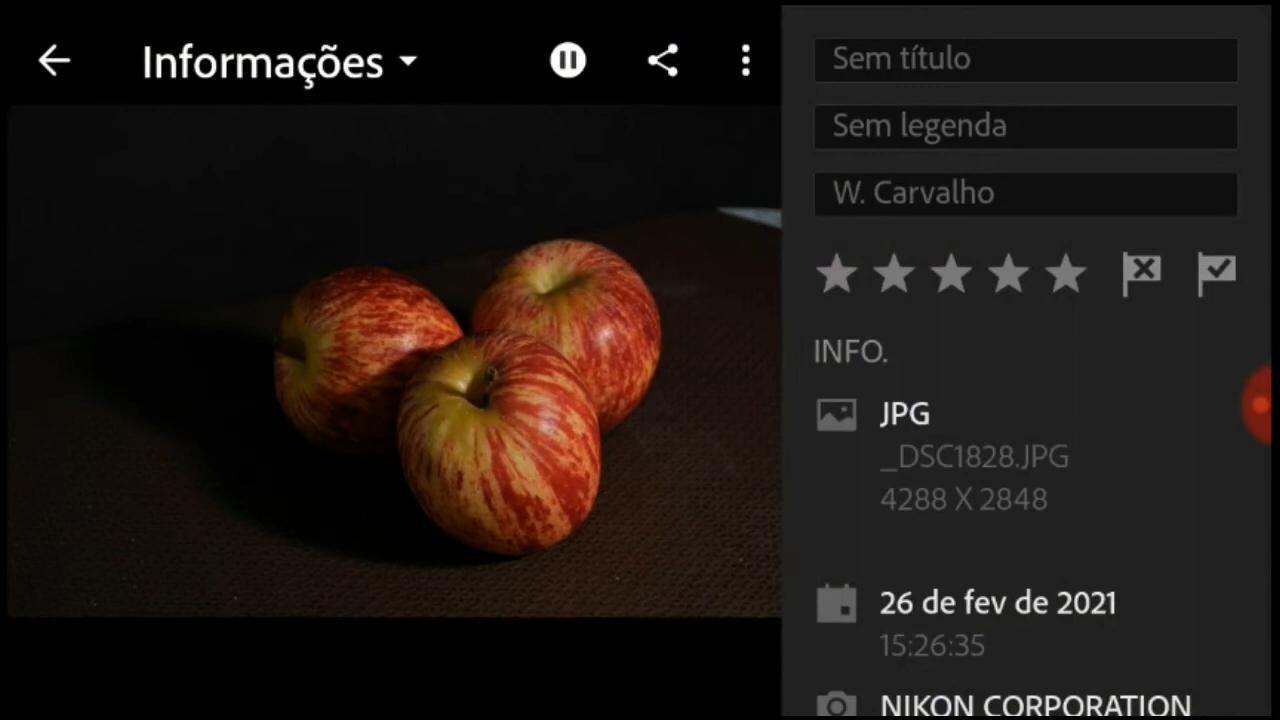 Informações
Sem título
Sem legenda
W. Carvalho
INFO.
JPG
_DSC1828.JPG
4288 X 2848
26 de fev de 2021
15:26:35
NIKON CORPORATION